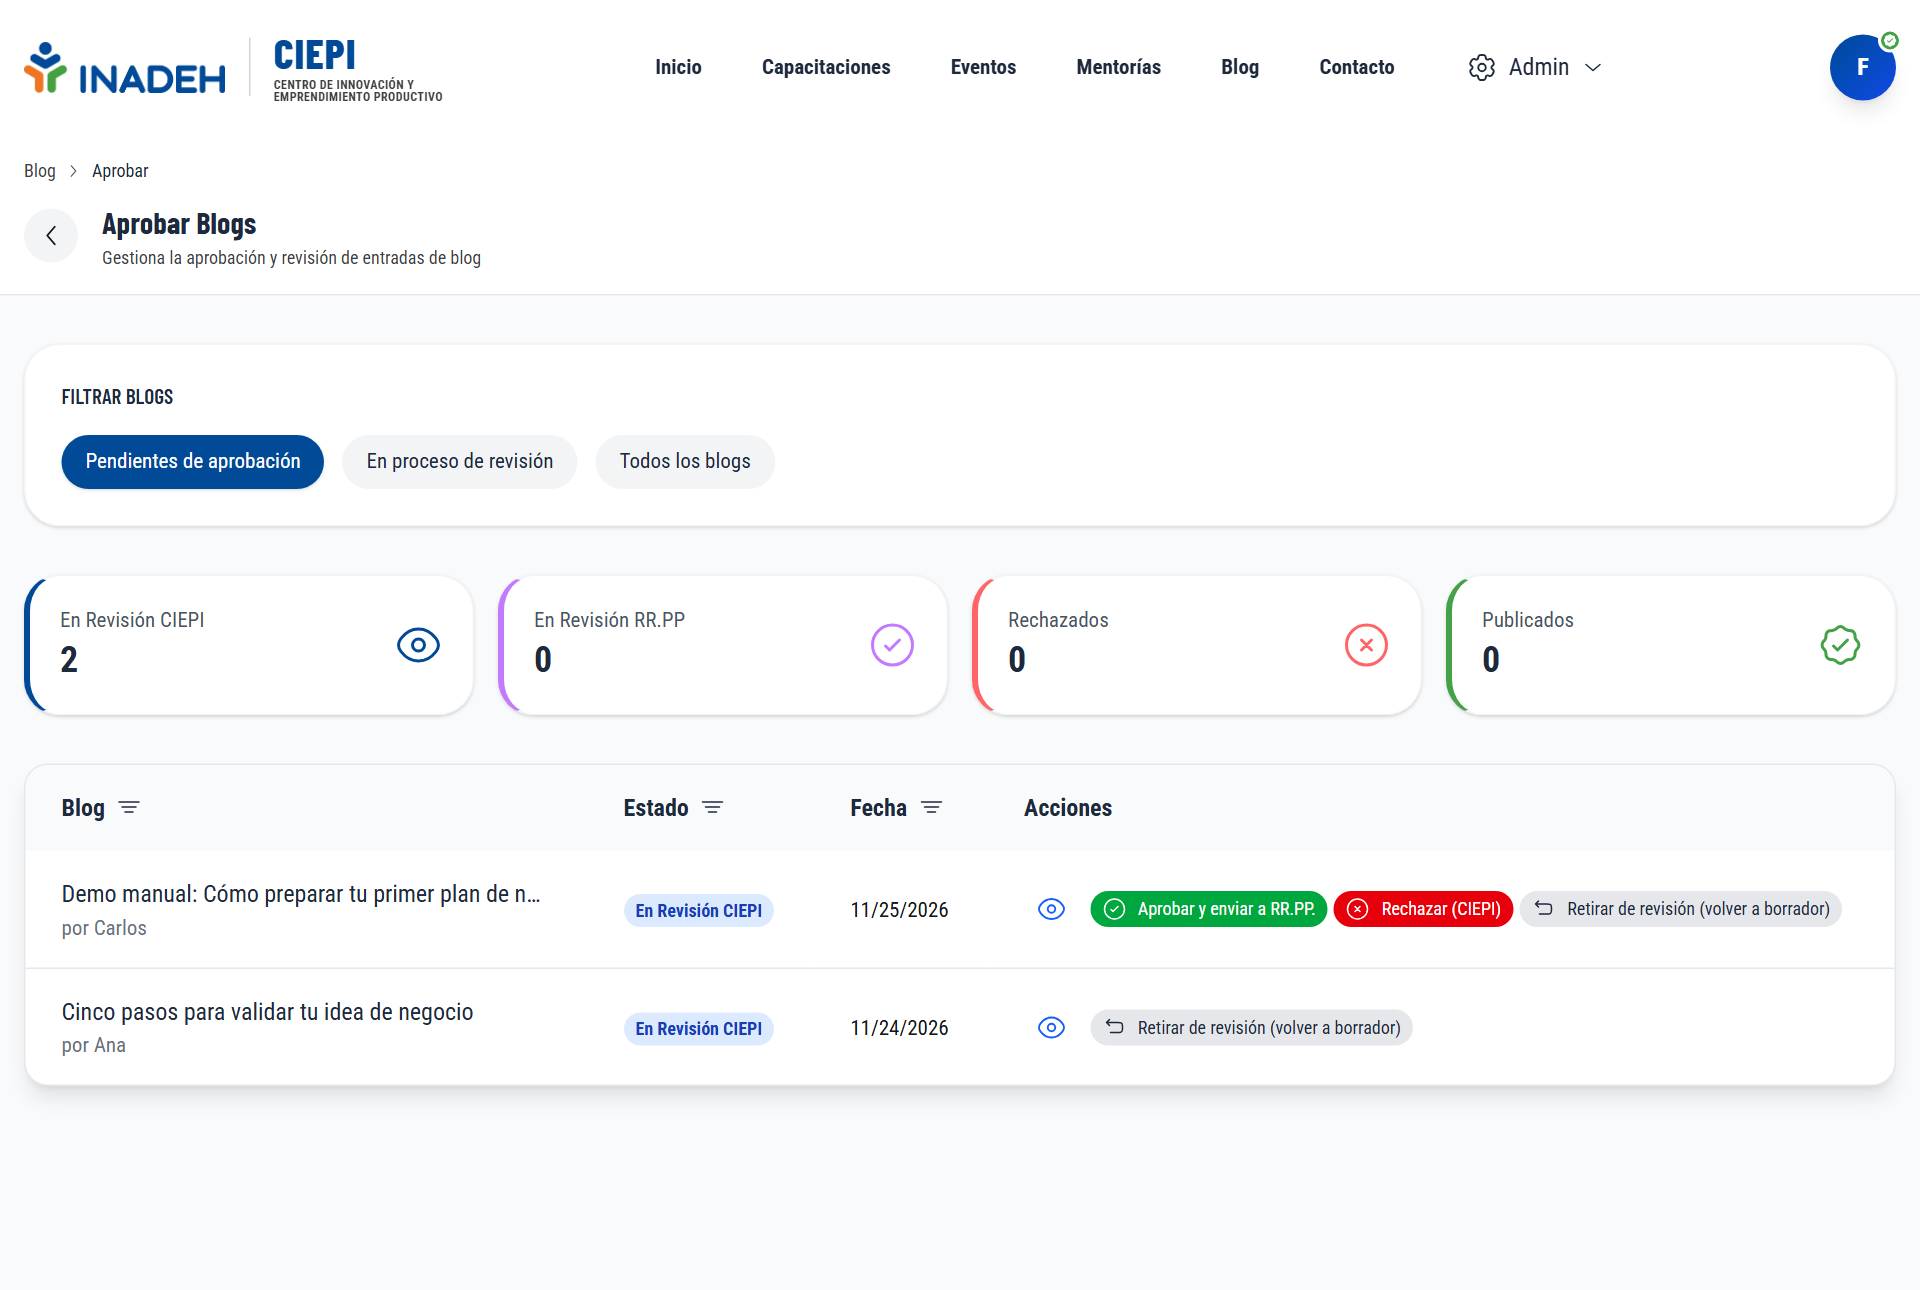 INADEH
CIEPI
CENTRO DE INNOVACIÓN Y
EMPRENDIMIENTO PRODUCTIVO
Inicio
Capacitaciones
Eventos
Mentorías
Blog
Contacto
Admin
F
Blog > Aprobar
Aprobar Blogs
Gestiona la aprobación y revisión de entradas de blog
FILTRAR BLOGS
Pendientes de aprobación
En proceso de revisión
Todos los blogs
En Revisión CIEPI
2
En Revisión RR.PP
0
Rechazados
0
Publicados
0
Blog
Estado
Fecha
Acciones
Demo manual: Cómo preparar tu primer plan de n...
por Carlos
En Revisión CIEPI
11/25/2026
Aprobar y enviar a RR.PP.
Rechazar (CIEPI)
Retirar de revisión (volver a borrador)
Cinco pasos para validar tu idea de negocio
por Ana
En Revisión CIEPI
11/24/2026
Retirar de revisión (volver a borrador)